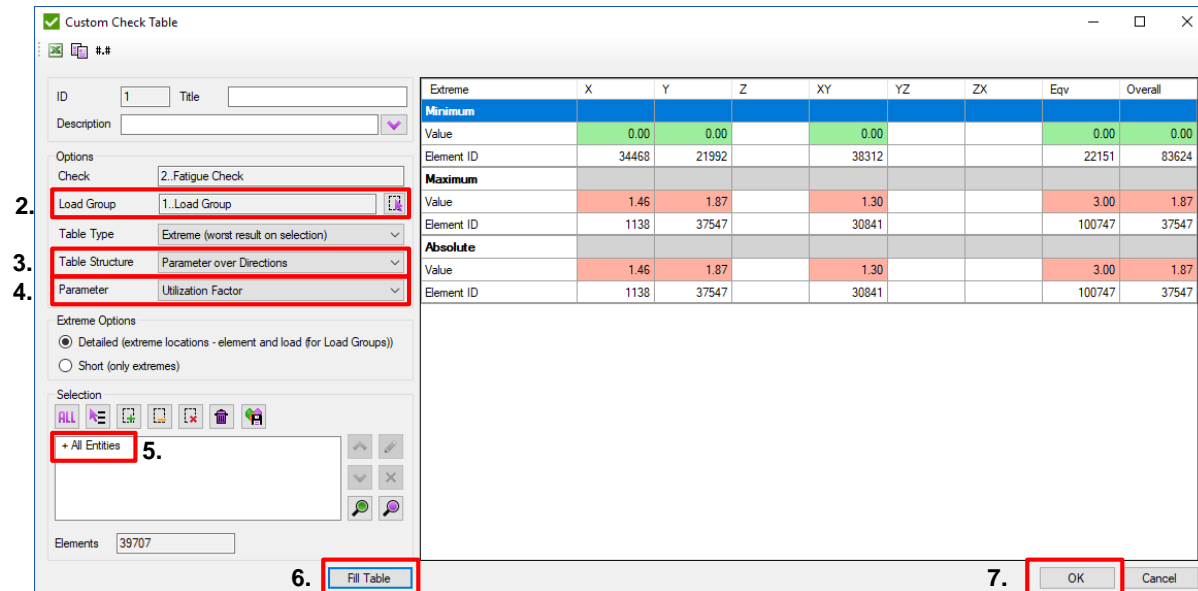 Custom Check Table
#.#
ID 1 Title
Description
Options
Check 2..Fatigue Check
2. Load Group 1..Load Group
Table Type Extreme (worst result on selection)
3. Table Structure Parameter over Directions
4. Parameter Utilization Factor
Extreme Options
Detailed (extreme locations - element and load (for Load Groups))
Short (only extremes)
Selection
ALL
+ All Entities 5.
Elements 39707
6. Fill Table
Extreme X Y Z XY YZ ZX Eqv Overall
Minimum
Value 0.00 0.00 0.00 0.00 0.00
Element ID 34468 21992 38312 22151 83624
Maximum
Value 1.46 1.87 1.30 3.00 1.87
Element ID 1138 37547 30841 100747 37547
Absolute
Value 1.46 1.87 1.30 3.00 1.87
Element ID 1138 37547 30841 100747 37547
7. OK Cancel